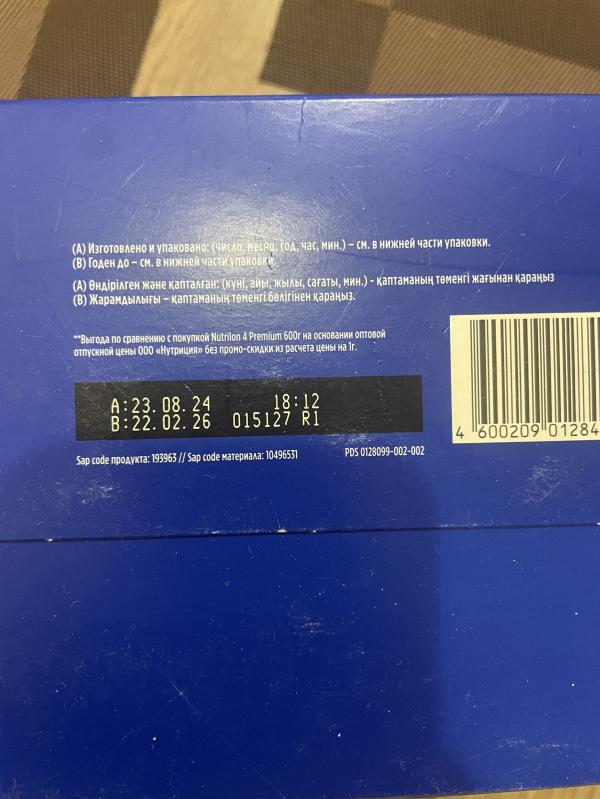 (А) Изготовлено и упаковано: (число, месяц, год, час, мин.) – см. в нижней части упаковки.
(В) Годен до – см. в нижней части упаковки.
(А) Өндірілген және қапталған: (күні, айы, жылы, сағаты, мин.) - қаптаманың төменгі жағынан қараңыз
(В) Жарамдылығы – қаптаманың төменгі бөлігінен қараңыз.
**Выгода по сравнению с покупкой Nutrilon 4 Premium 600г на основании оптовой
отпускной цены ООО «Нутриция» без промо-скидки из расчета цены на 1г.
A:23.08.24 18:12
B:22.02.26 015127 R1
4 600209 01284
Sap code продукта: 193963 // Sap code материала: 10496531 PDS 0128099-002-002